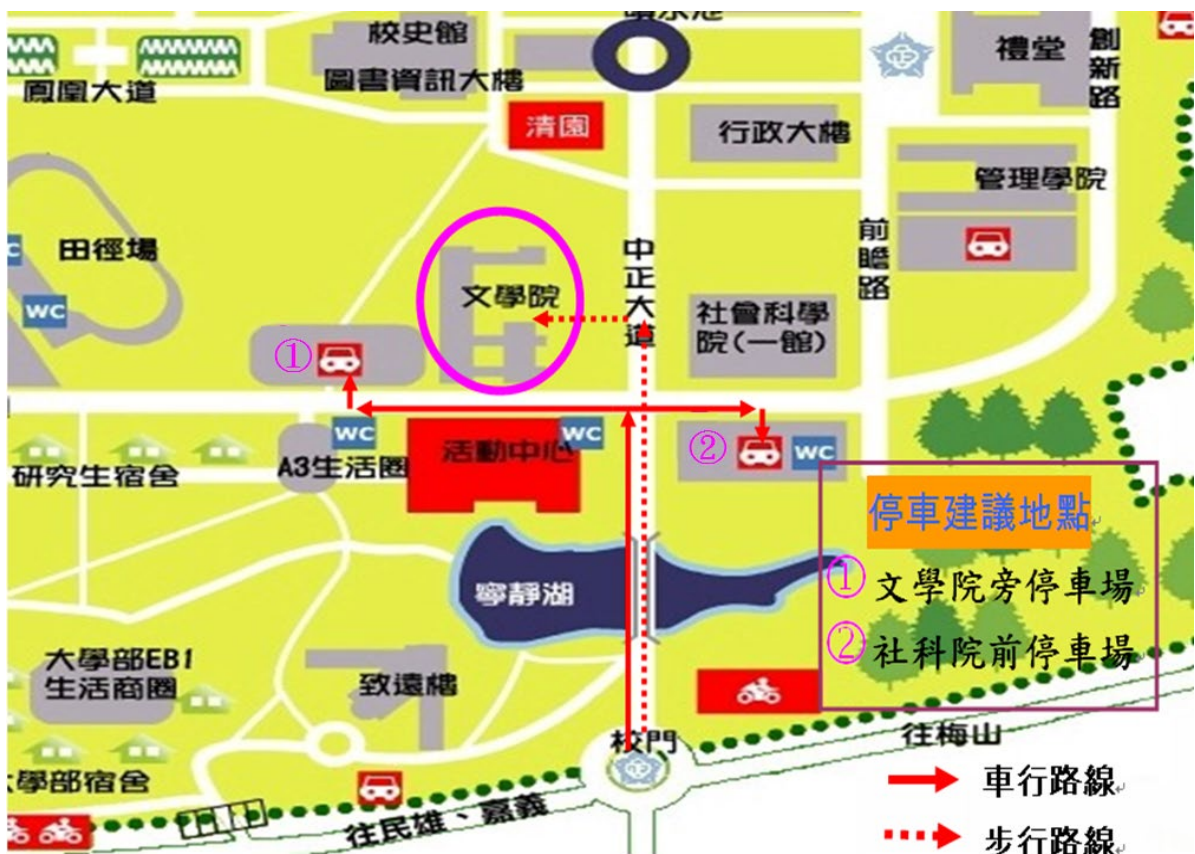 噴水池
校史館
圖書資訊大樓
鳳凰大道
清園
行政大樓
禮堂
創新路
管理學院
田徑場
WC
文學院
中正大道
社會科學
院(一館)
前瞻路
①
WC
WC
②
WC
研究生宿舍
A3生活圈
活動中心
停車建議地點
① 文學院旁停車場
② 社科院前停車場
寧靜湖
大學部EB1
生活商圈
致遠樓
校門
往梅山
大學部宿舍
往民雄、嘉義
車行路線
步行路線